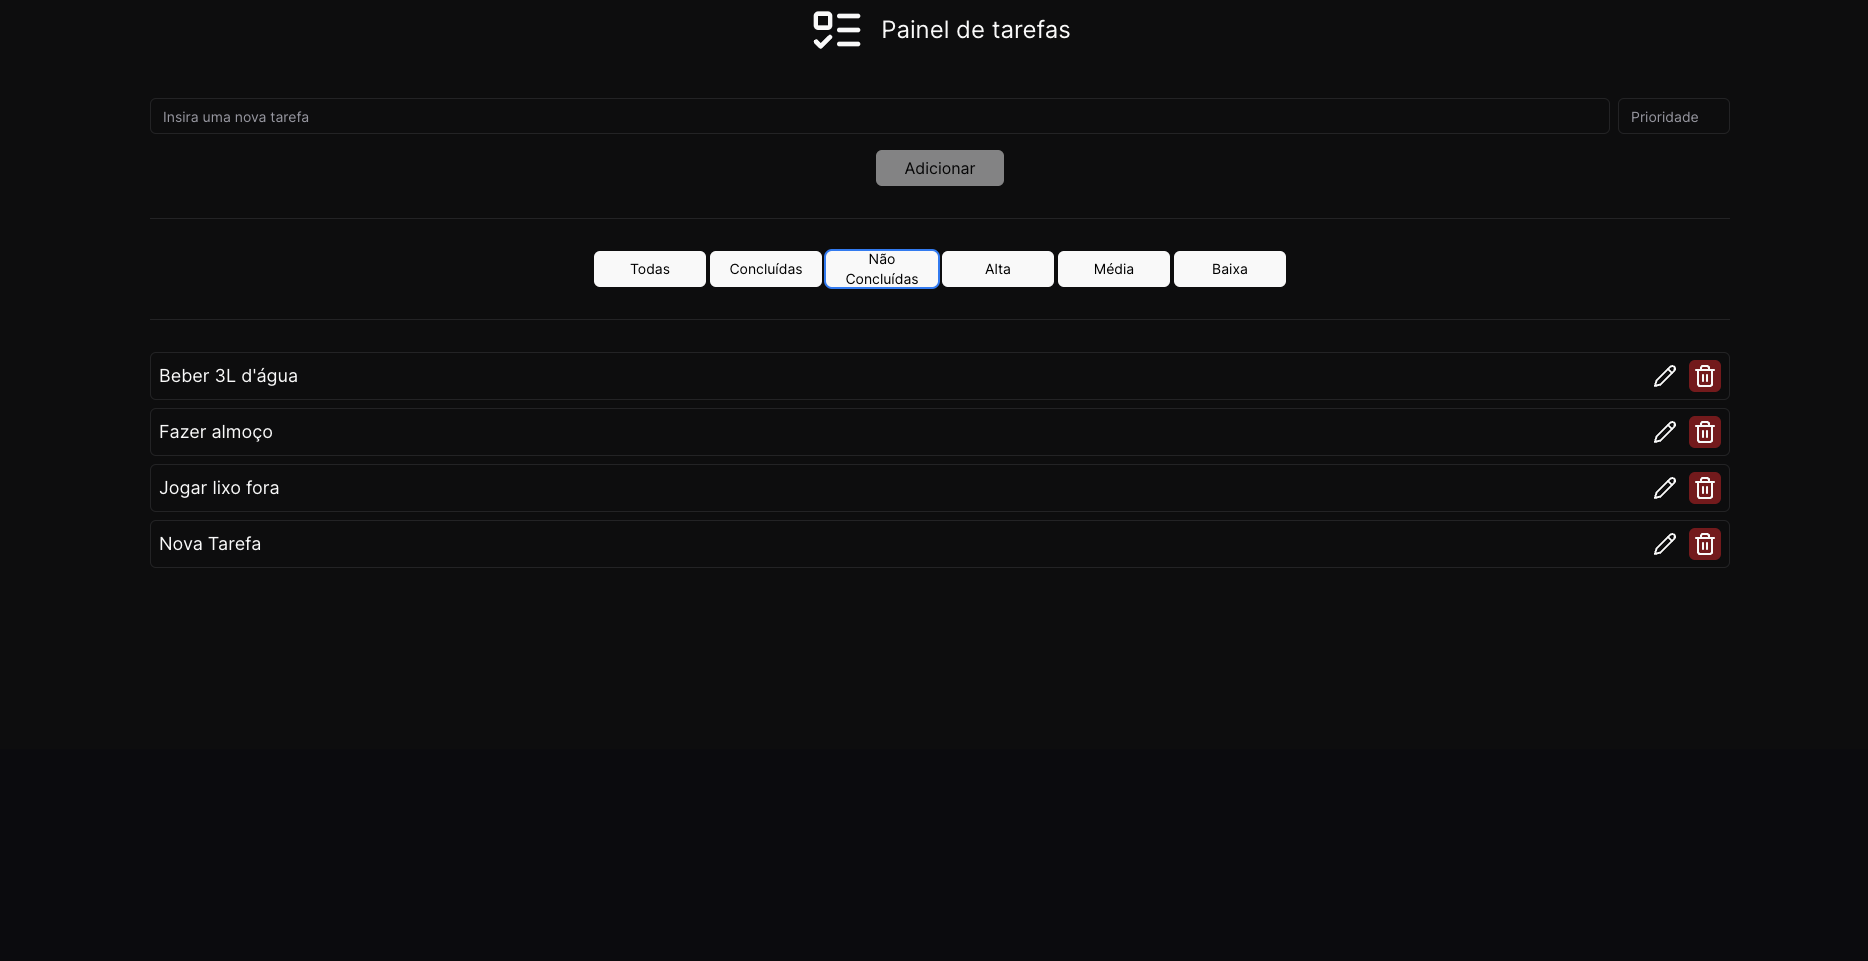 Painel de tarefas
Insira uma nova tarefa
Prioridade
Adicionar
Todas
Concluídas
Não
Concluídas
Alta
Média
Baixa
Beber 3L d'água
Fazer almoço
Jogar lixo fora
Nova Tarefa